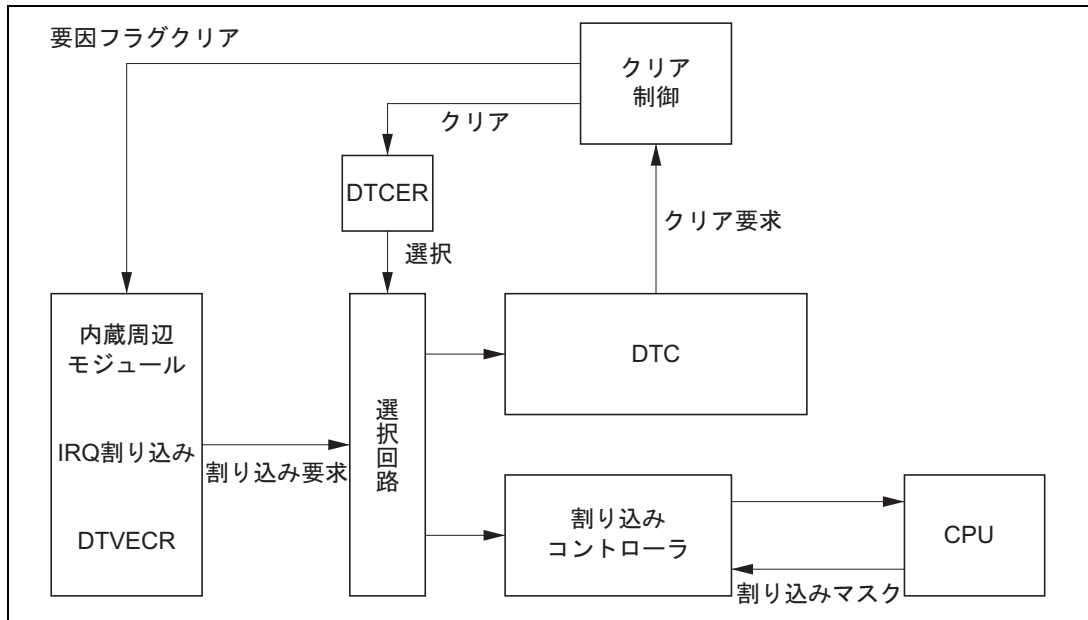 要因フラグクリア
クリア
制御
クリア
DTCER
クリア要求
選択
内蔵周辺
モジュール
DTC
選択回路
IRQ割り込み
割り込み要求
割り込み
コントローラ
DTVECR
CPU
割り込みマスク